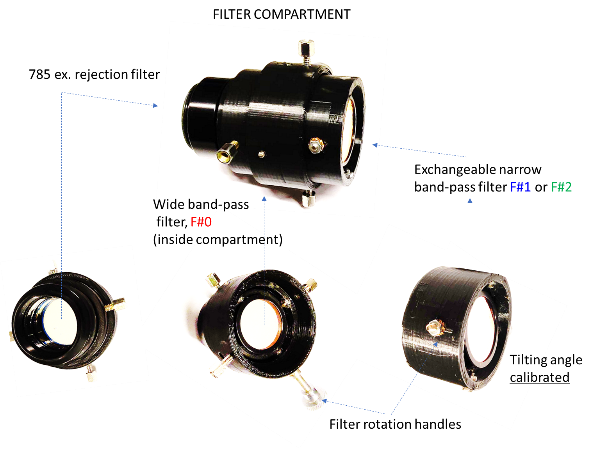 FILTER COMPARTMENT
785 ex. rejection filter
Exchangeable narrow
band-pass filter F#1 or F#2
Wide band-pass
filter, F#0
(inside compartment)
Tilting angle
calibrated
Filter rotation handles